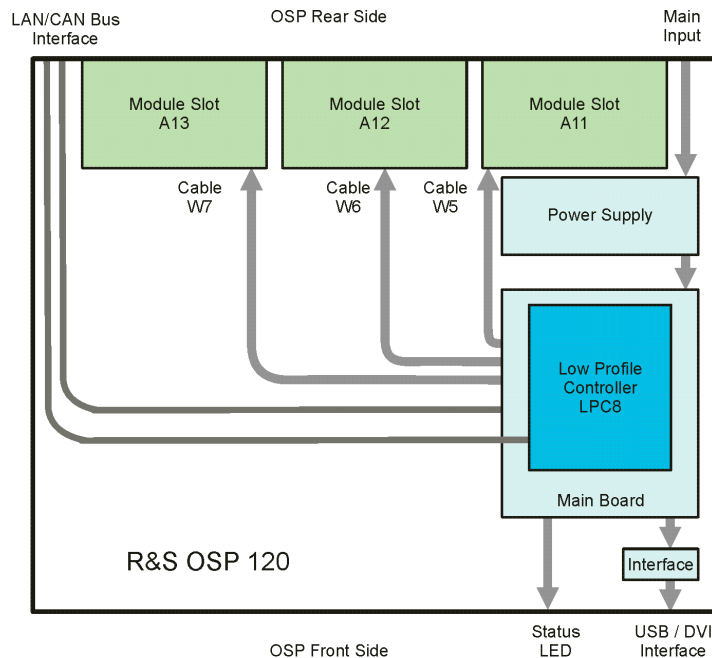 LAN/CAN Bus
Interface
OSP Rear Side
Main
Input
Module Slot
A13
Module Slot
A12
Module Slot
A11
Cable
W7
Cable
W6
Cable
W5
Power Supply
Low Profile
Controller
LPC8
Main Board
R&S OSP 120
Interface
OSP Front Side
Status
LED
USB / DVI
Interface